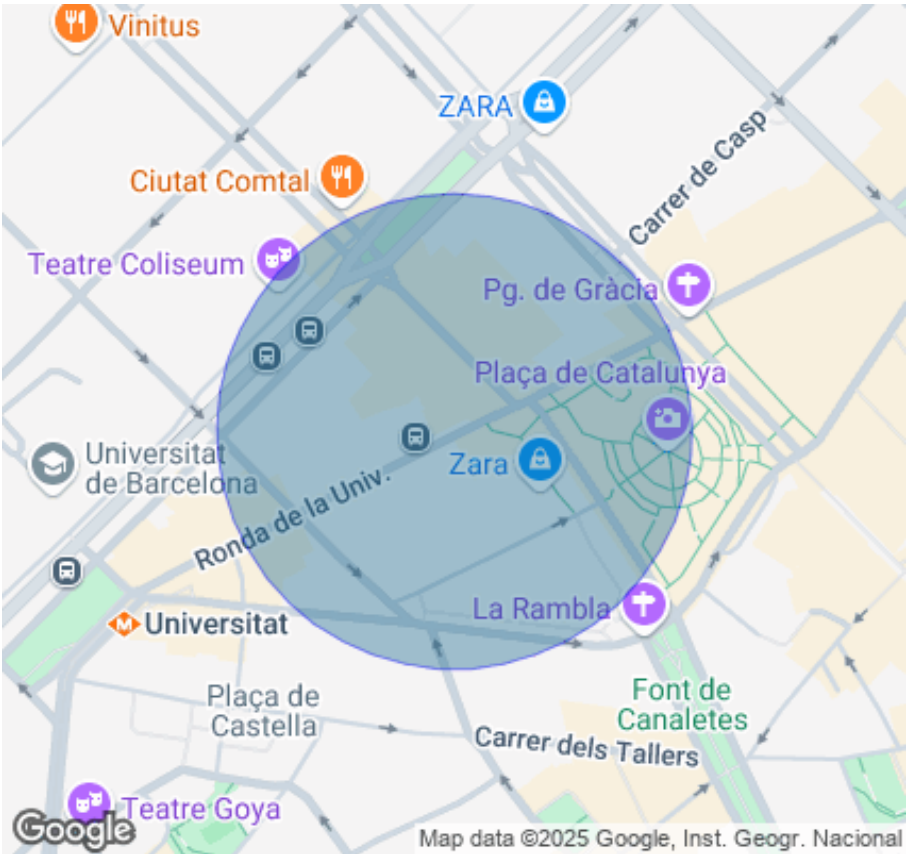 Vinitus
ZARA
Carrer de Casp
Ciutat Comtal
Teatre Coliseum
Pg. de Gràcia
Plaça de Catalunya
Universitat
de Barcelona
Zara
Ronda de la Univ.
La Rambla
Universitat
Plaça de
Castella
Font de
Canaletes
Carrer dels Tallers
Teatre Goya
Google
Map data ©2025 Google, Inst. Geogr. Nacional